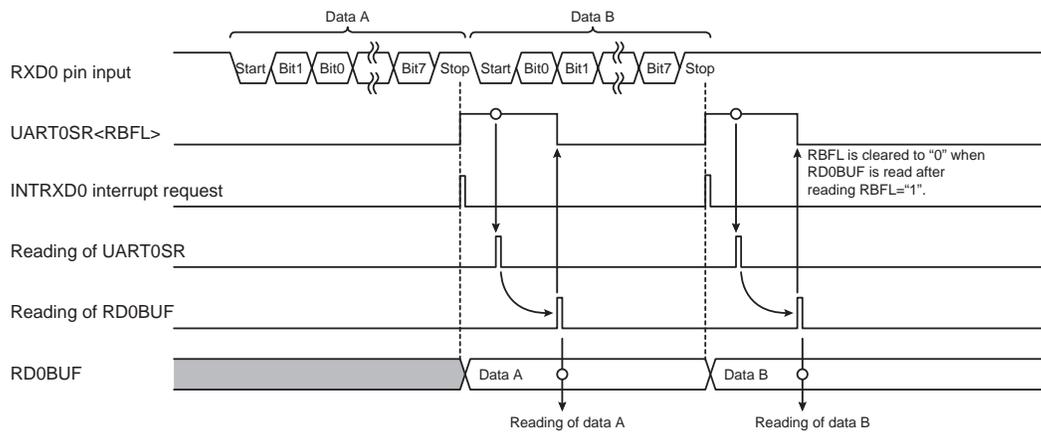 Data A
Data B
RXD0 pin input
Start Bit1 Bit0 Bit7 Stop Start Bit0 Bit1 Bit7 Stop
UART0SR<RBFL>
RBFL is cleared to “0” when
RD0BUF is read after
reading RBFL=“1”.
INTRXD0 interrupt request
Reading of UART0SR
Reading of RD0BUF
RD0BUF
Data A
Data B
Reading of data A
Reading of data B